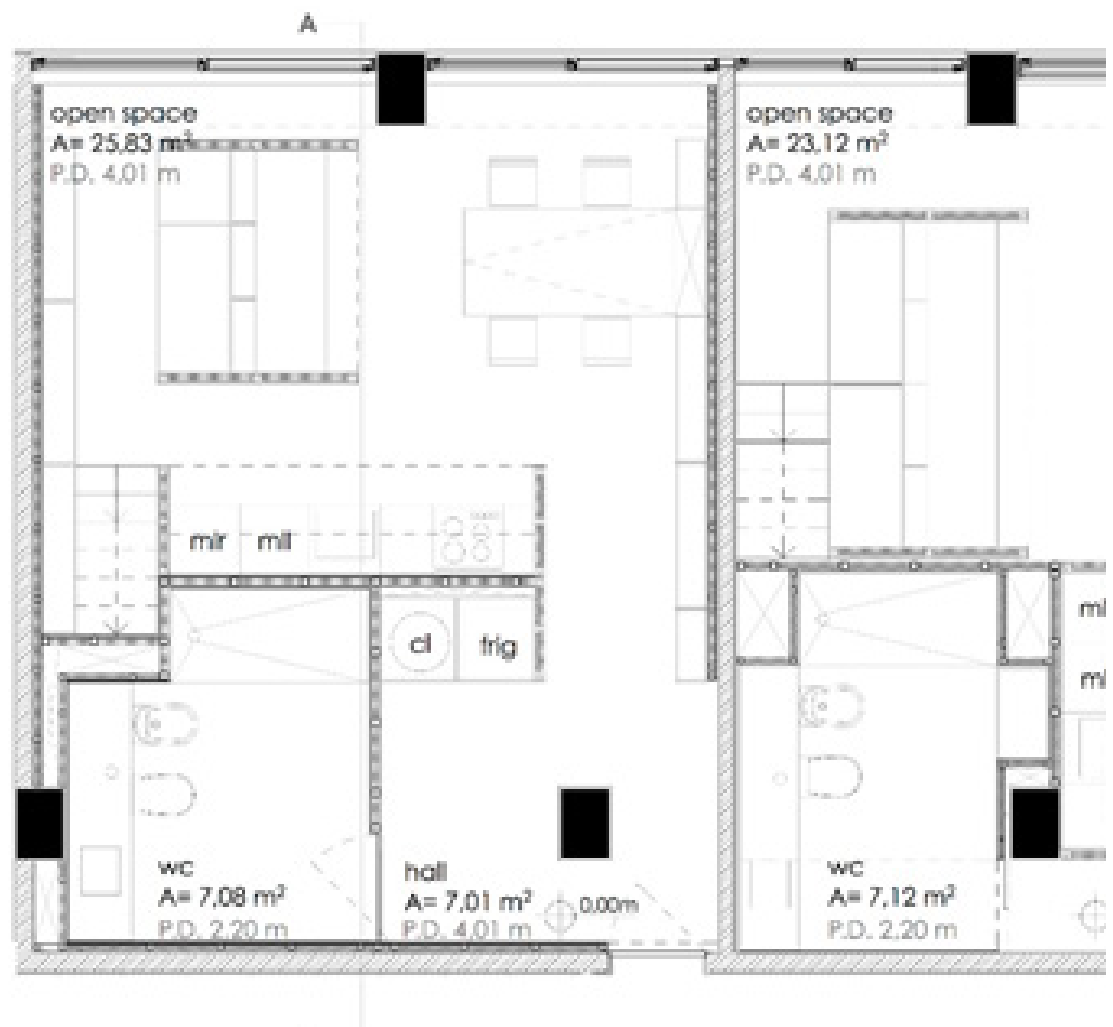 A
open space
A= 25,83 m²
P.D. 4,01 m
open space
A= 23,12 m²
P.D. 4,01 m
mlr mll
cl frig
ml
ml
wc
A= 7,08 m²
P.D. 2,20 m
hall
A= 7,01 m²
P.D. 4,01 m
0,00m
wc
A= 7,12 m²
P.D. 2,20 m